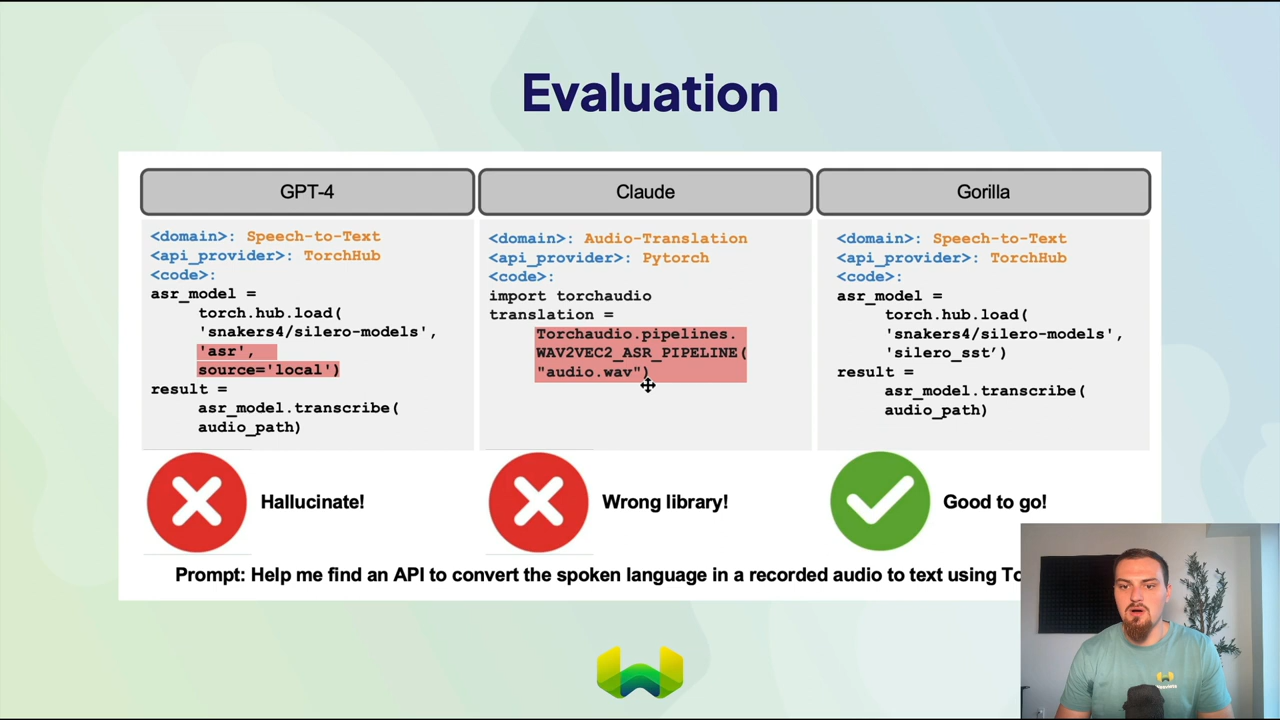 Evaluation
GPT-4
<domain>: Speech-to-Text
<api_provider>: TorchHub
<code>:
asr_model =
torch.hub.load(
'snakers4/silero-models',
'asr',
source='local')
result =
asr_model.transcribe(
audio_path)
Hallucinate!
Claude
<domain>: Audio-Translation
<api_provider>: Pytorch
<code>:
import torchaudio
translation =
Torchaudio.pipelines.
WAV2VEC2_ASR_PIPELINE(
"audio.wav")
Wrong library!
Gorilla
<domain>: Speech-to-Text
<api_provider>: TorchHub
<code>:
asr_model =
torch.hub.load(
'snakers4/silero-models',
'silero_sst’)
result =
asr_model.transcribe(
audio_path)
Good to go!
Prompt: Help me find an API to convert the spoken language in a recorded audio to text using To